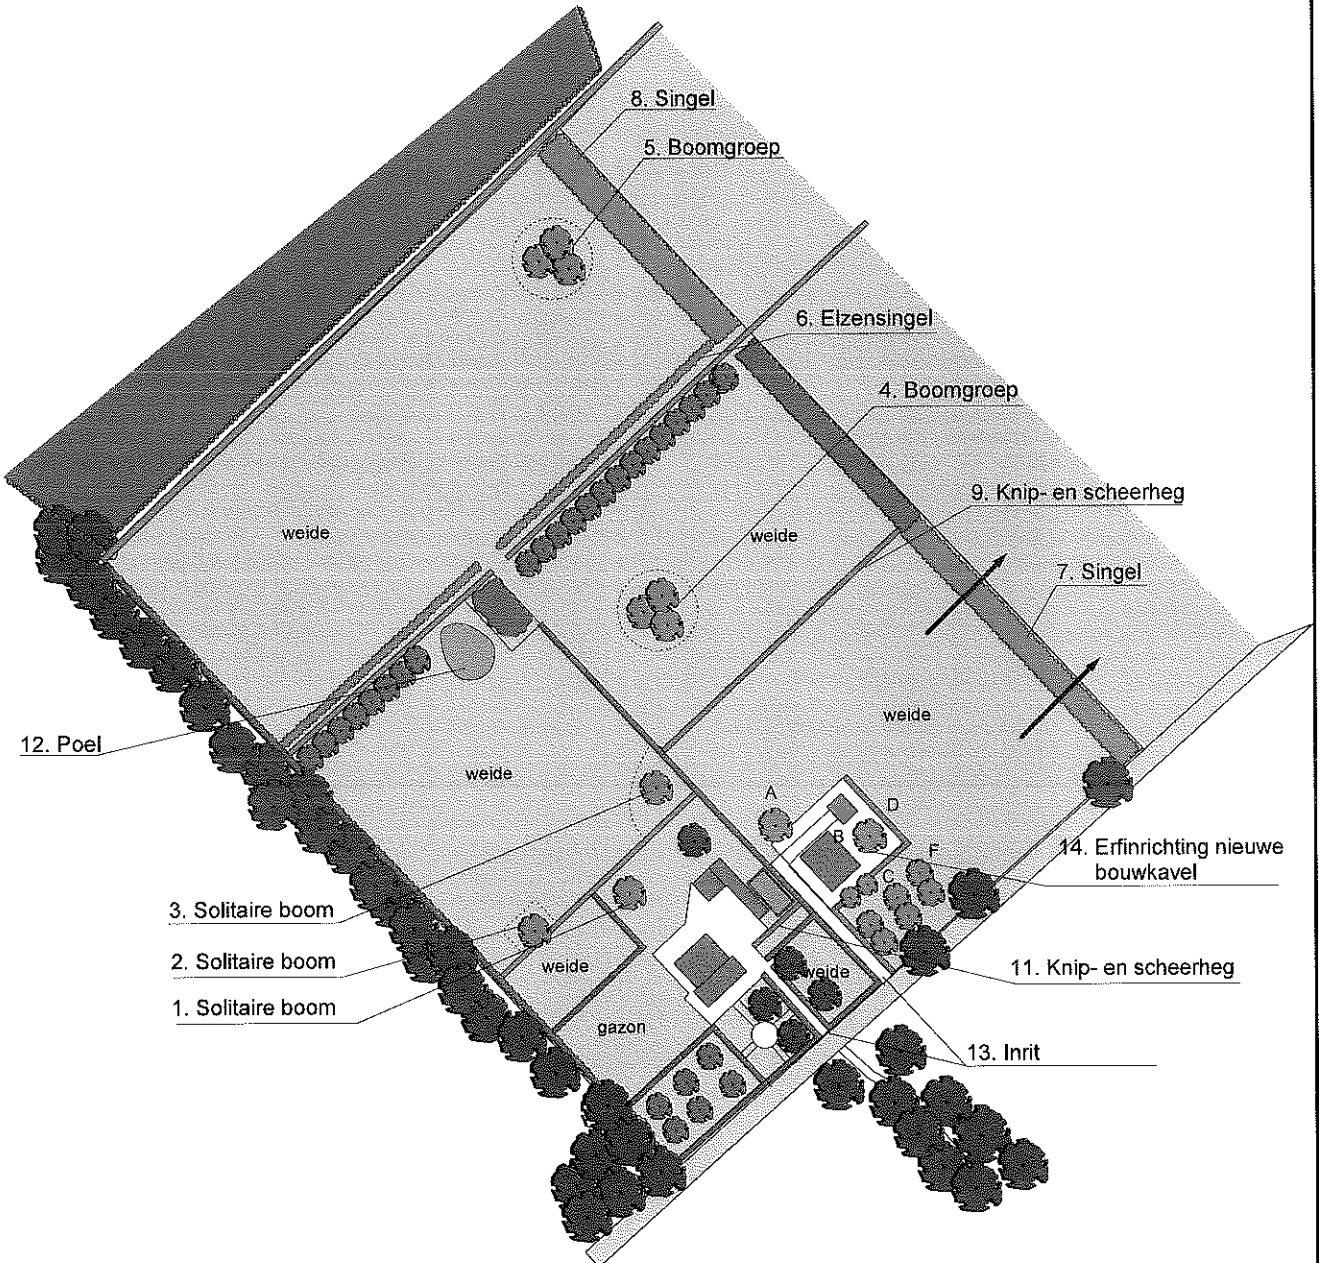 8. Singel
5. Boomgroep
6. Elzensingel
4. Boomgroep
9. Knip- en scheerheg
weide
weide
7. Singel
weide
12. Poel
weide
A
D
B
14. Erfinrichting nieuwe
bouwkavel
F
C
3. Solitaire boom
2. Solitaire boom
weide
weide
11. Knip- en scheerheg
1. Solitaire boom
gazon
13. Inrit